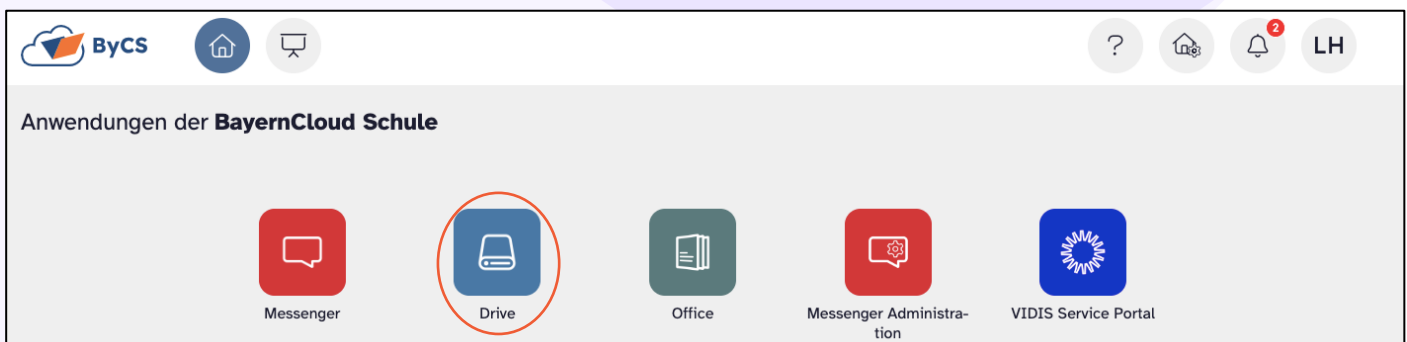 ByCS
?
2
LH
Anwendungen der BayernCloud Schule
Messenger
Drive
Office
Messenger Administra-
tion
VIDIS Service Portal